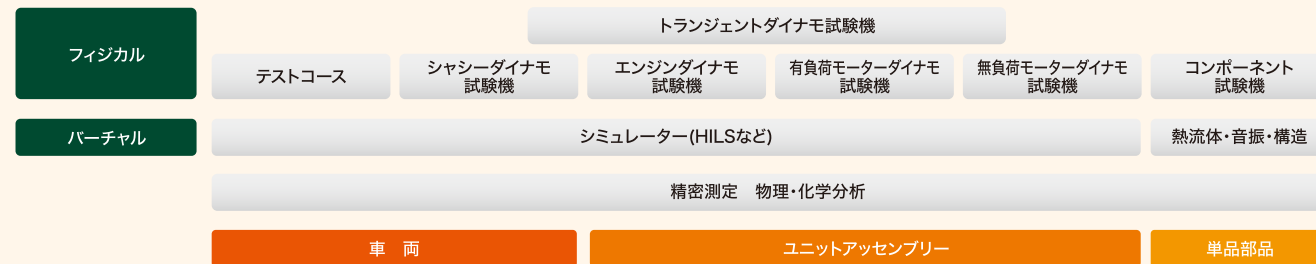 フィジカル
トランジェントダイナモ試験機
テストコース
シャシーダイナモ
試験機
エンジンダイナモ
試験機
有負荷モーターダイナモ
試験機
無負荷モーターダイナモ
試験機
コンポーネント
試験機
バーチャル
シミュレーター(HILSなど)
熱流体・音振・構造
精密測定　物理・化学分析
車　両
ユニットアッセンブリー
単品部品